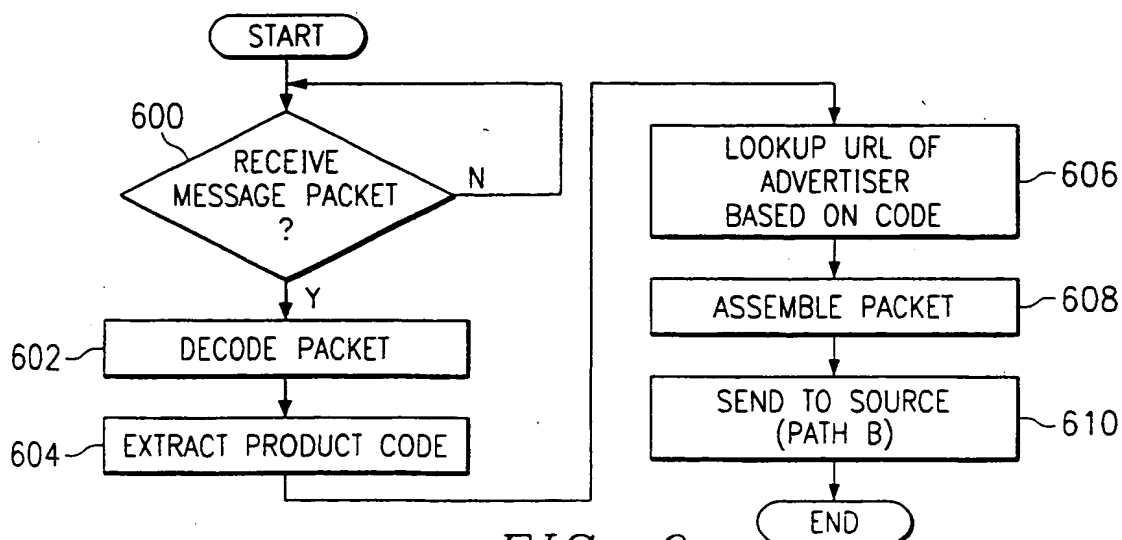 START
600
RECEIVE
MESSAGE PACKET
?
N
Y
602
DECODE PACKET
604
EXTRACT PRODUCT CODE
LOOKUP URL OF
ADVERTISER
BASED ON CODE
606
ASSEMBLE PACKET
608
SEND TO SOURCE
(PATH B)
610
END
FIG.